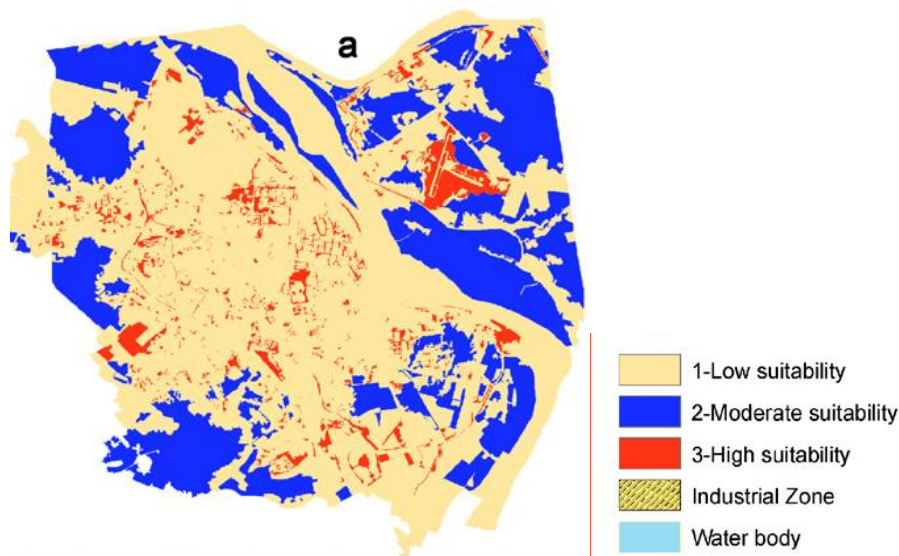 a
1-Low suitability
2-Moderate suitability
3-High suitability
Industrial Zone
Water body